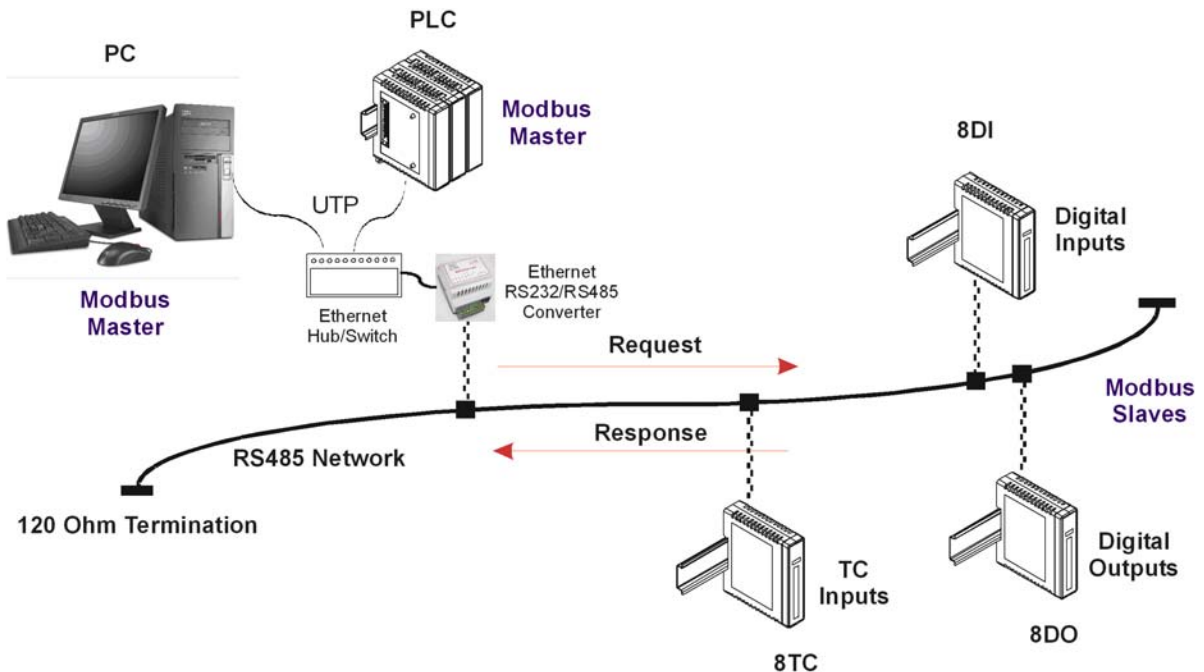 PLC
PC
Modbus
Master
8DI
UTP
Digital
Inputs
Ethernet
RS232/RS485
Converter
Modbus
Master
Ethernet
Hub/Switch
Request
Modbus
Slaves
Response
RS485 Network
120 Ohm Termination
TC
Inputs
Digital
Outputs
8DO
8TC